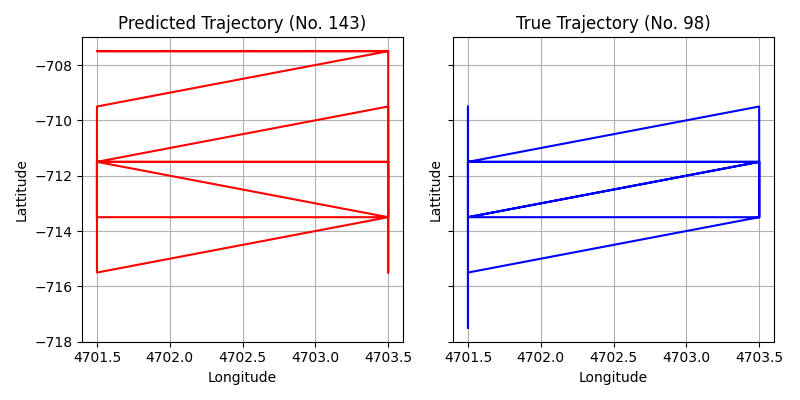 Predicted Trajectory (No. 143)
True Trajectory (No. 98)
Lattitude
−708
−710
−712
−714
−716
−718
4701.5 4702.0 4702.5 4703.0 4703.5
Longitude
Lattitude
4701.5 4702.0 4702.5 4703.0 4703.5
Longitude